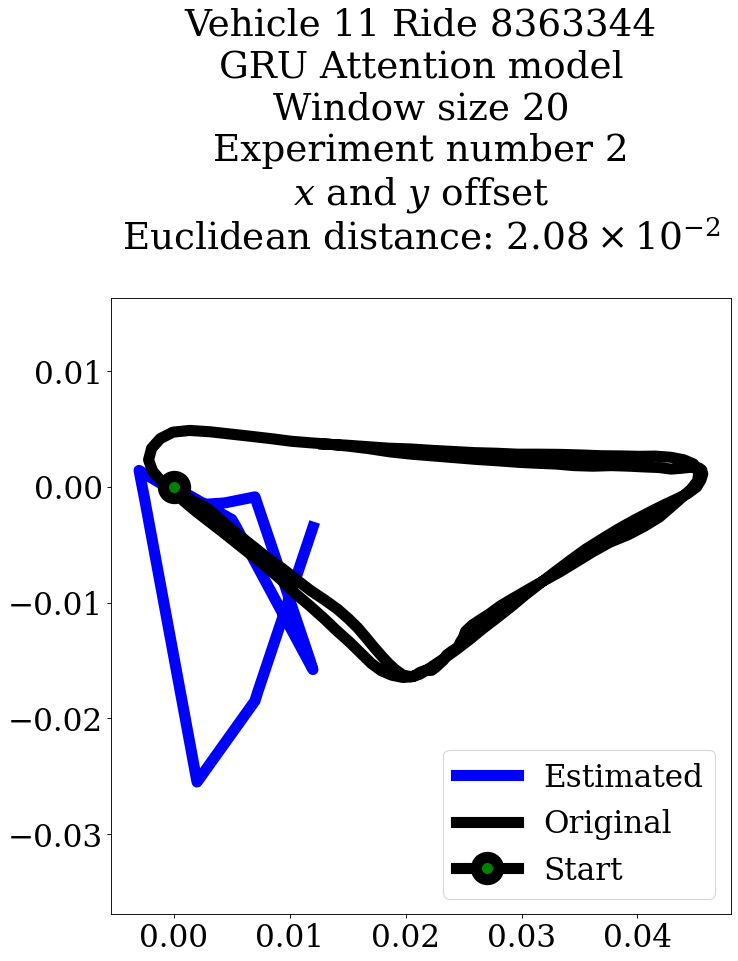 Vehicle 11 Ride 8363344
GRU Attention model
Window size 20
Experiment number 2
x and y offset
Euclidean distance: 2.08 × 10⁻²
0.01
0.00
−0.01
−0.02
−0.03
Estimated
Original
Start
0.00 0.01 0.02 0.03 0.04